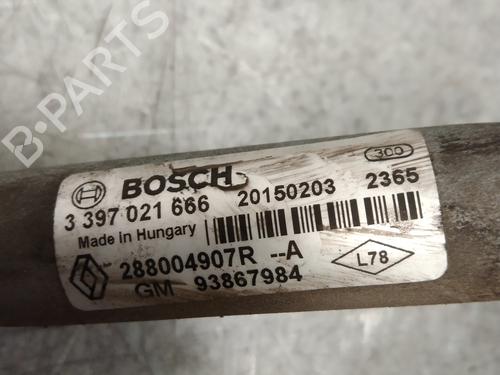 B-PARTS
BOSCH
300
3 397 021 666 20150203 2365
Made in Hungary
288004907R --A
L78
GM 93867984